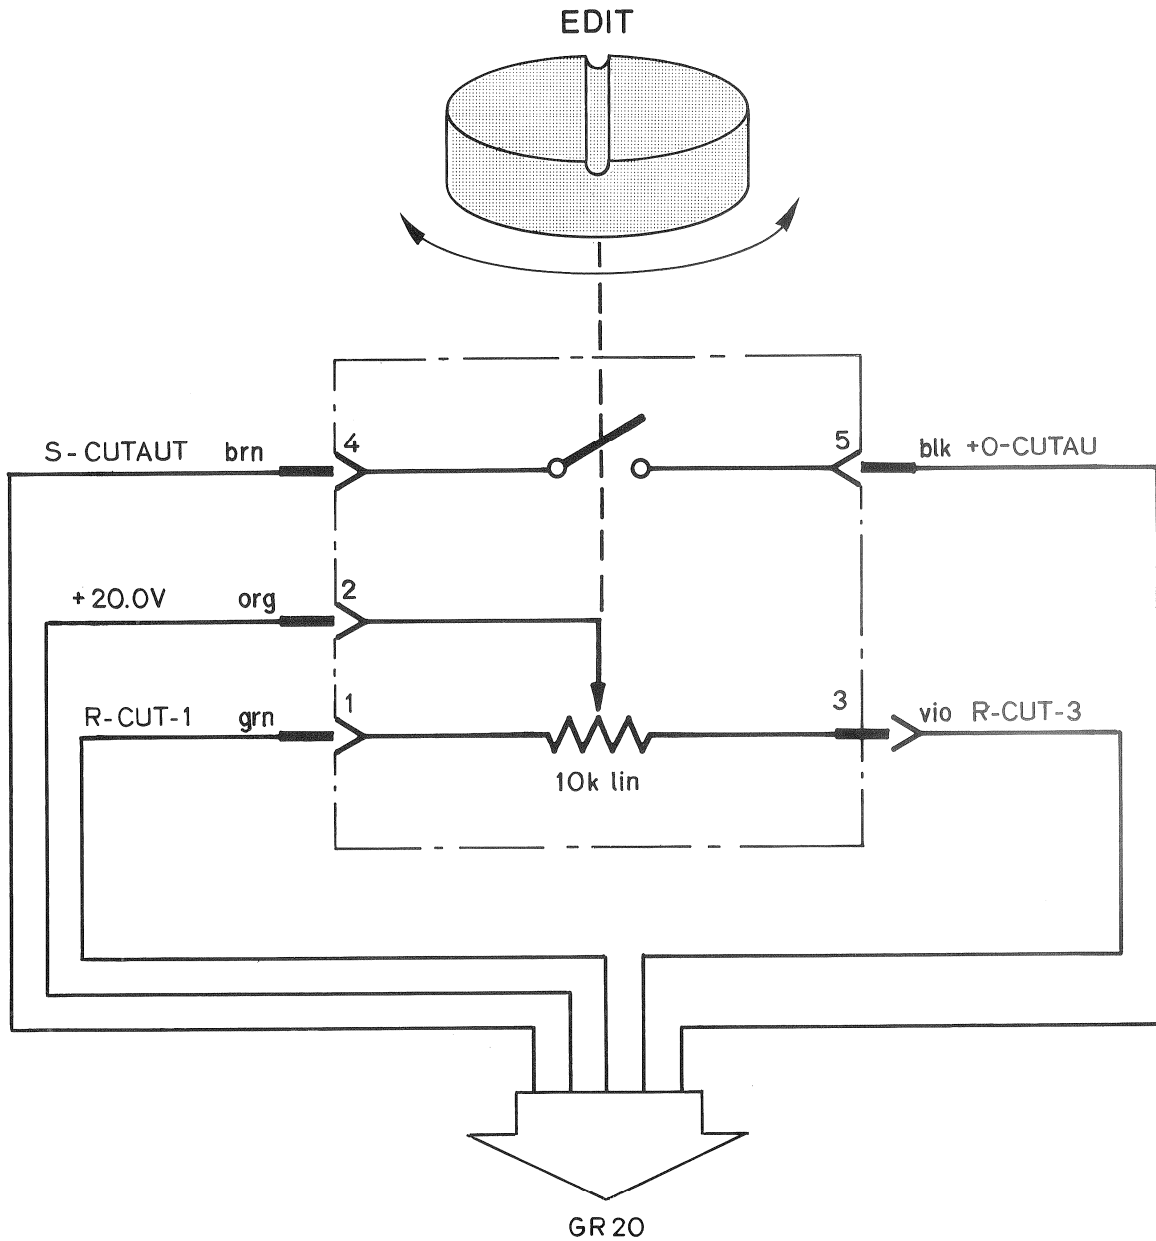 EDIT
4
5
S-CUTAUT brn
blk +0-CUTAU
2
+20.0V org
1
3
R-CUT-1 grn
vio R-CUT-3
10k lin
GR20